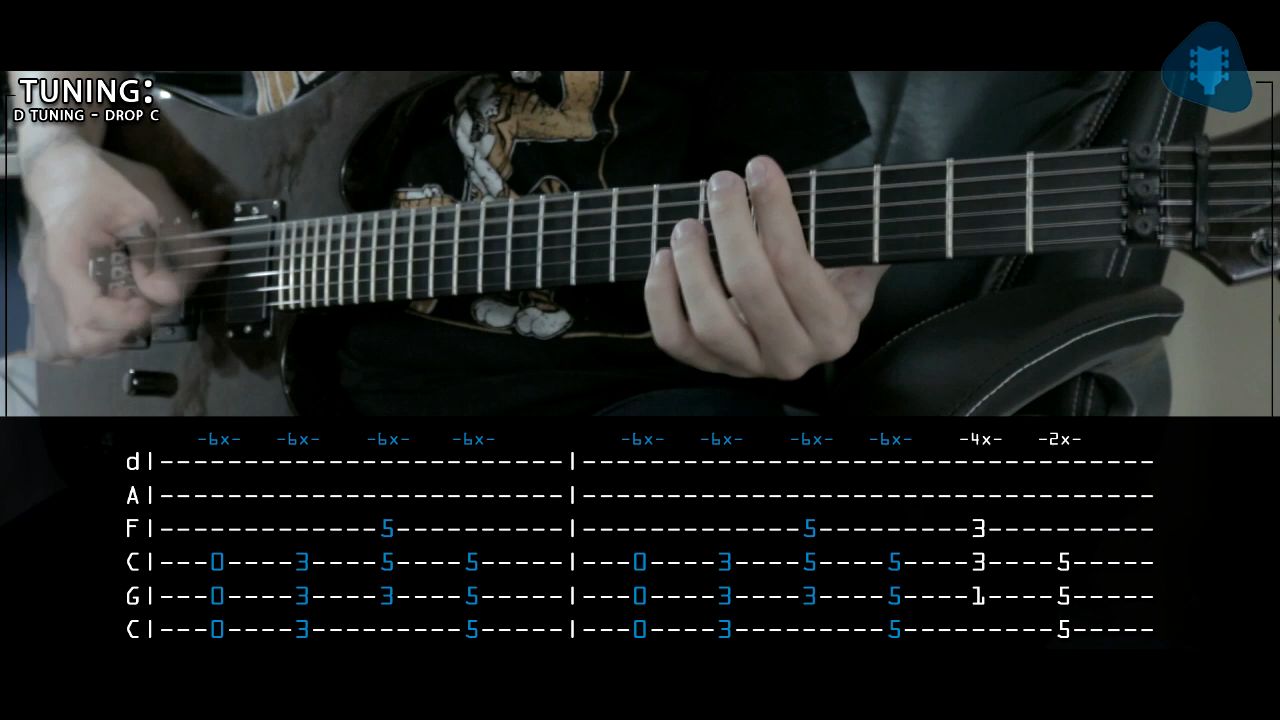 TUNING:
D TUNING - DROP C
-6x- -6x- -6x- -6x- -6x- -6x- -6x- -6x- -4x- -2x-
d|------------------------|----------------------------------
A|------------------------|----------------------------------
F|-------------5----------|-------------5---------3----------
C|---0----3----5----5-----|---0----3----5----5----3----5-----
G|---0----3----3----5-----|---0----3----3----5----1----5-----
C|---0----3---------5-----|---0----3---------5---------5-----